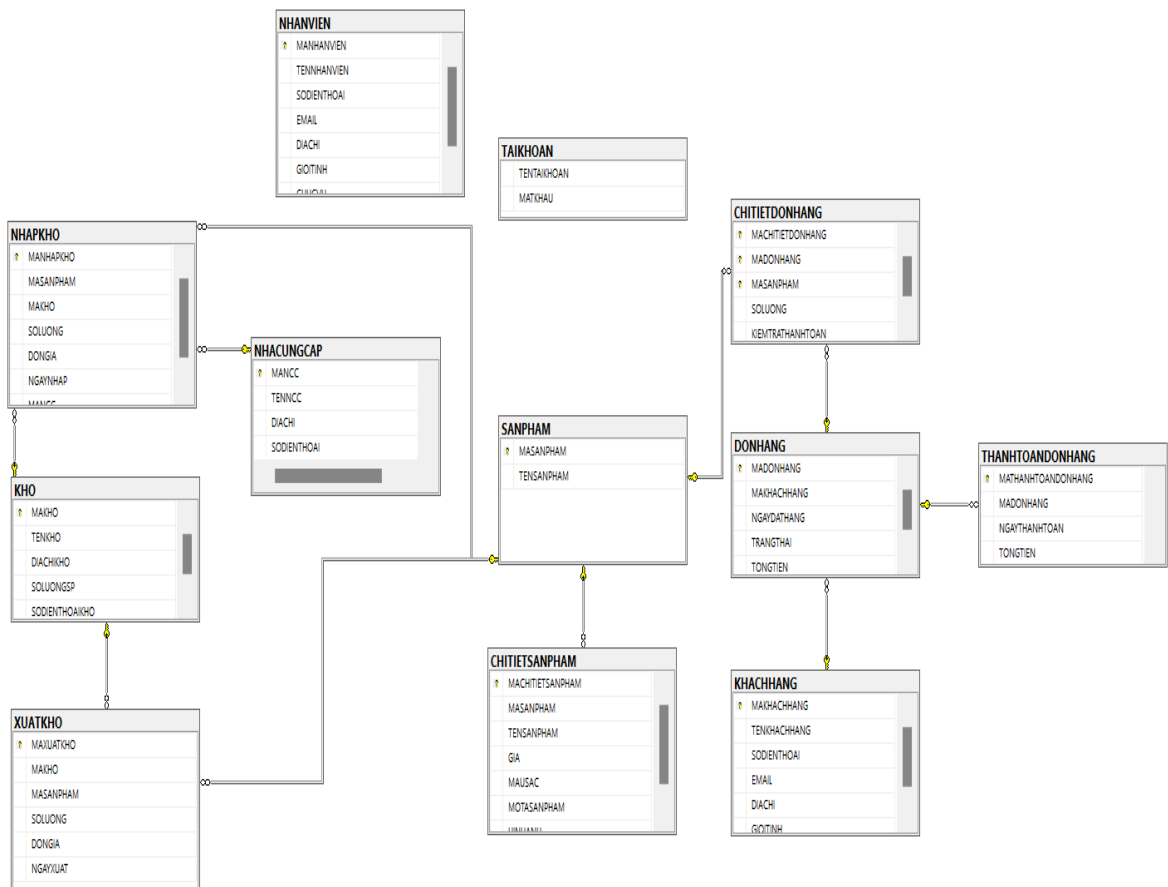 NHANVIEN
MANHANVIEN
TENNHANVIEN
SODIENTHOAI
EMAIL
DIACHI
GIOITINH
TAIKHOAN
TENTAIKHOAN
MATKHAU
CHITIETDONHANG
MACHITIETDONHANG
MADONHANG
MASANPHAM
SOLUONG
KIEMTRATHANHTOAN
NHAPKHO
MANHAPKHO
MASANPHAM
MAKHO
SOLUONG
DONGIA
NGAYNHAP
MANCC
NHACUNGCAP
MANCC
TENNCC
DIACHI
SODIENTHOAI
SANPHAM
MASANPHAM
TENSANPHAM
DONHANG
MADONHANG
MAKHACHHANG
NGAYDATHANG
TRANGTHAI
TONGTIEN
THANHTOANDONHANG
MATHANHTOANDONHANG
MADONHANG
NGAYTHANHTOAN
TONGTIEN
KHO
MAKHO
TENKHO
DIACHIKHO
SOLUONGSP
SODIENTHOAIKHO
CHITIETSANPHAM
MACHITIETSANPHAM
MASANPHAM
TENSANPHAM
GIA
MAUSAC
MOTASANPHAM
KHACHHANG
MAKHACHHANG
TENKHACHHANG
SODIENTHOAI
EMAIL
DIACHI
GIOITINH
XUATKHO
MAXUATKHO
MAKHO
MASANPHAM
SOLUONG
DONGIA
NGAYXUAT